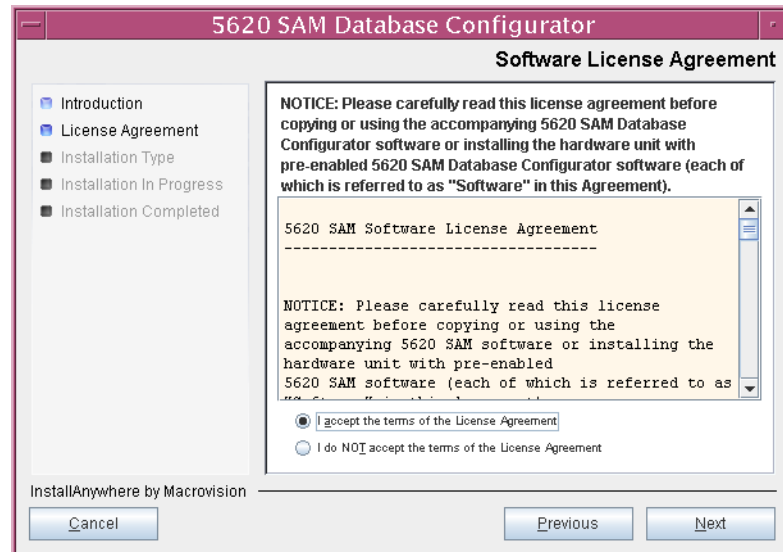 5620 SAM Database Configurator
Software License Agreement
Introduction
License Agreement
Installation Type
Installation In Progress
Installation Completed
NOTICE: Please carefully read this license agreement before
copying or using the accompanying 5620 SAM Database
Configurator software or installing the hardware unit with
pre-enabled 5620 SAM Database Configurator software (each of
which is referred to as "Software" in this Agreement).
5620 SAM Software License Agreement
-----------------------------------
NOTICE: Please carefully read this license
agreement before copying or using the
accompanying 5620 SAM software or installing the
hardware unit with pre-enabled
5620 SAM software (each of which is referred to as
I accept the terms of the License Agreement
I do NOT accept the terms of the License Agreement
InstallAnywhere by Macrovision
Cancel
Previous
Next